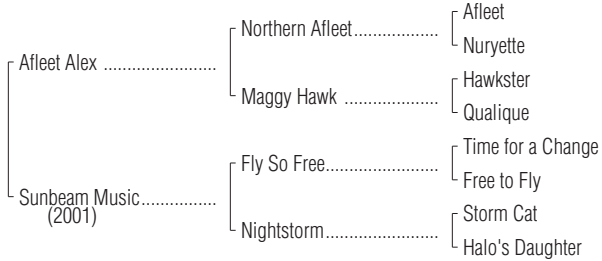 Afleet
Northern Afleet..................
Nuryette
Afleet Alex ........................
Hawkster
Maggy Hawk ....................
Qualique
Time for a Change
Fly So Free........................
Free to Fly
Sunbeam Music................
(2001)
Storm Cat
Nightstorm........................
Halo's Daughter